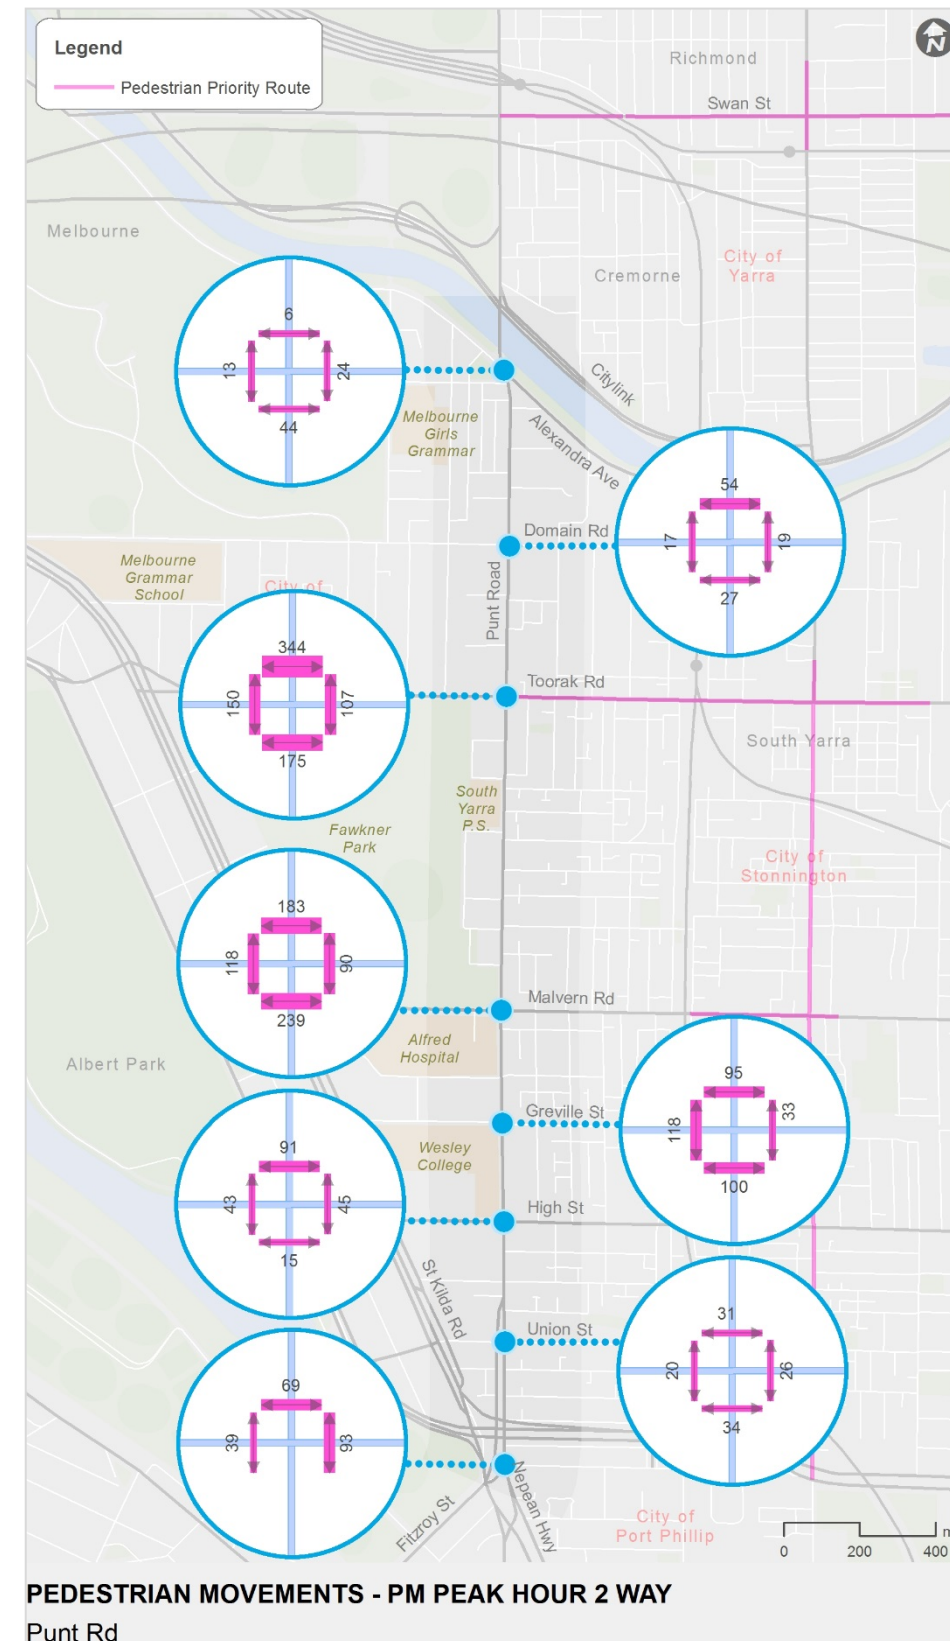 Legend
Pedestrian Priority Route
N
Richmond
Swan St
Melbourne
City of
Yarra
Cremorne
6
13
24
44
Citylink
Melbourne
Girls
Grammar
Alexandra Ave
54
17
19
27
Domain Rd
Melbourne
Grammar
School
City of
Punt Road
344
150
107
175
Toorak Rd
South Yarra
South
Yarra
P.S.
Fawkner
Park
City of
Stonnington
183
118
90
239
Malvern Rd
Alfred
Hospital
Albert Park
95
118
33
100
Greville St
Wesley
College
91
43
45
15
High St
St Kilda Rd
Union St
31
20
26
34
69
39
93
Nepean Hwy
Fitzroy St
City of
Port Phillip
m
0 200 400
PEDESTRIAN MOVEMENTS - PM PEAK HOUR 2 WAY
Punt Rd